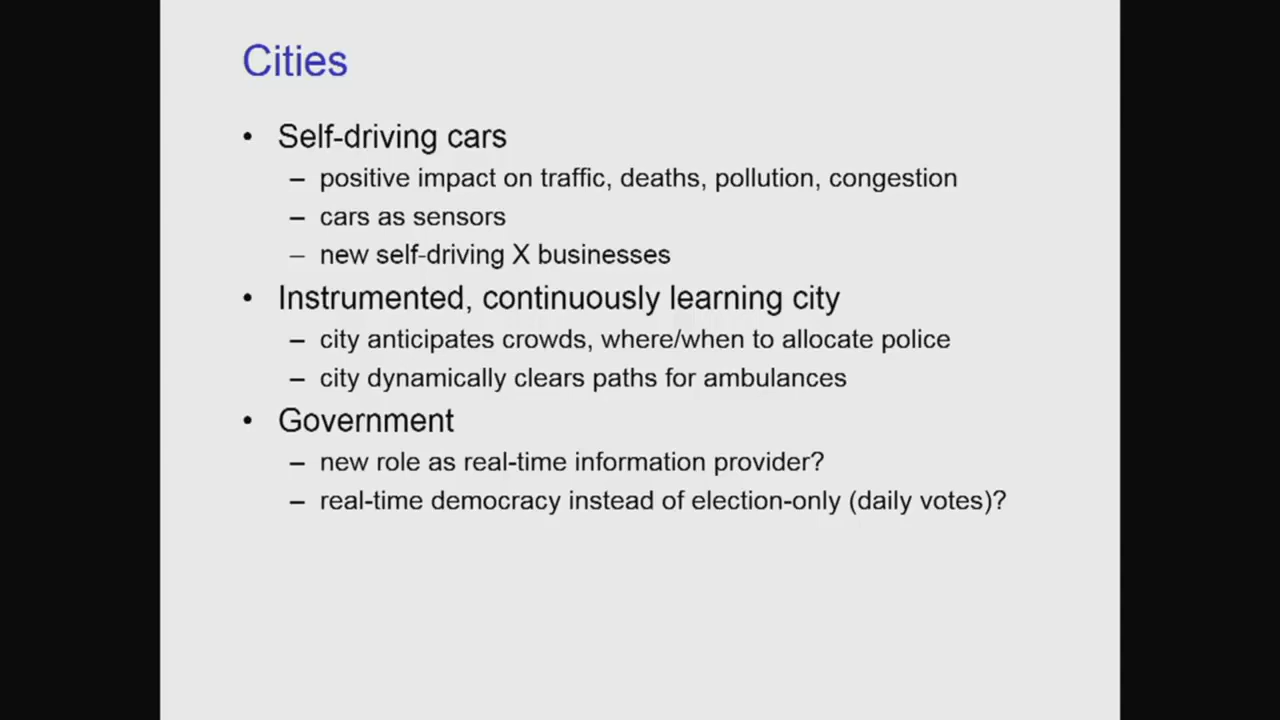 Cities
• Self-driving cars
– positive impact on traffic, deaths, pollution, congestion
– cars as sensors
– new self-driving X businesses
• Instrumented, continuously learning city
– city anticipates crowds, where/when to allocate police
– city dynamically clears paths for ambulances
• Government
– new role as real-time information provider?
– real-time democracy instead of election-only (daily votes)?